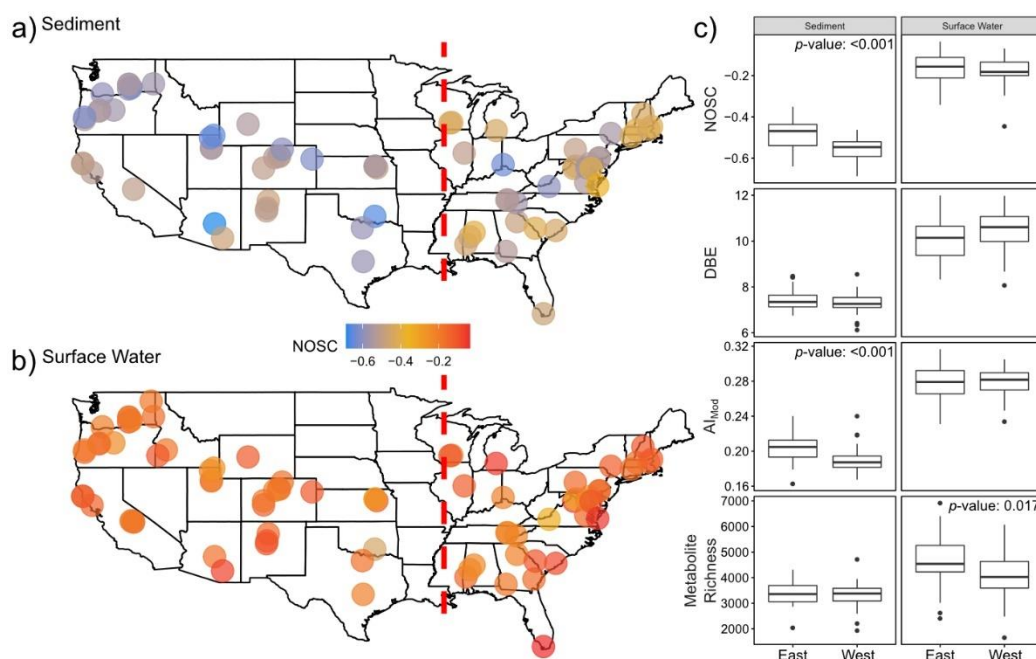 a) Sediment
NOSC
−0.6 −0.4 −0.2
b) Surface Water
c)
Sediment Surface Water
NOSC
−0.2
−0.4
−0.6
p-value: <0.001
DBE
12
10
8
6
AIMod
0.32
0.28
0.24
0.20
0.16
p-value: <0.001
Metabolite
Richness
7000
6000
5000
4000
3000
2000
p-value: 0.017
East West East West